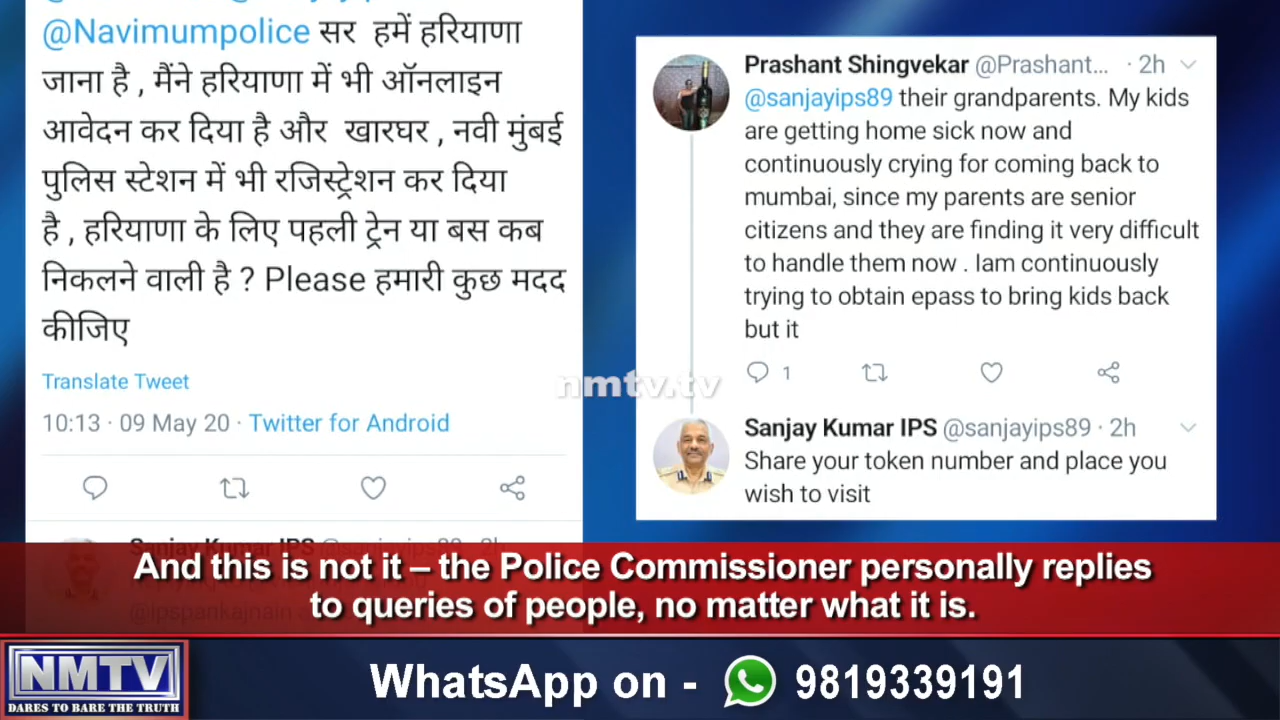 @Navimumpolice सर हमें हरियाणा
जाना है , मैंने हरियाणा में भी ऑनलाइन
आवेदन कर दिया है और खारघर , नवी मुंबई
पुलिस स्टेशन में भी रजिस्ट्रेशन कर दिया
है , हरियाणा के लिए पहली ट्रेन या बस कब
निकलने वाली है ? Please हमारी कुछ मदद
कीजिए
Translate Tweet
10:13 · 09 May 20 · Twitter for Android
Sanjay Kumar IPS @sanjayips89 · 2h
@ipspankajnain
Prashant Shingvekar @Prashant... · 2h
@sanjayips89 their grandparents. My kids
are getting home sick now and
continuously crying for coming back to
mumbai, since my parents are senior
citizens and they are finding it very difficult
to handle them now . Iam continuously
trying to obtain epass to bring kids back
but it
1
Sanjay Kumar IPS @sanjayips89 · 2h
Share your token number and place you
wish to visit
nmtv.tv
And this is not it – the Police Commissioner personally replies
to queries of people, no matter what it is.
NMTV
DARES TO BARE THE TRUTH
WhatsApp on - 9819339191